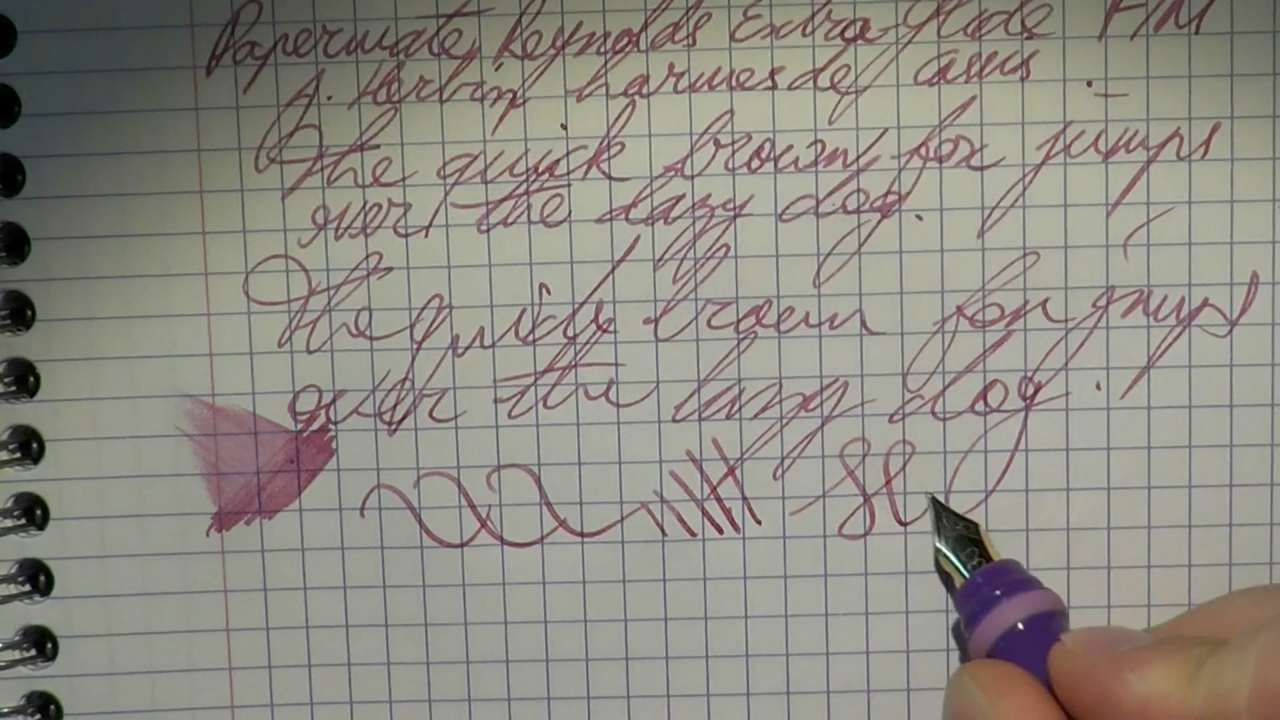 Papermate Reynolds Extra-Glide F/M
J. Herbin Larmes de Cassis .-
The quick brown fox jumps
over the lazy dog.
The quick brown fox jumps
over the lazy dog.